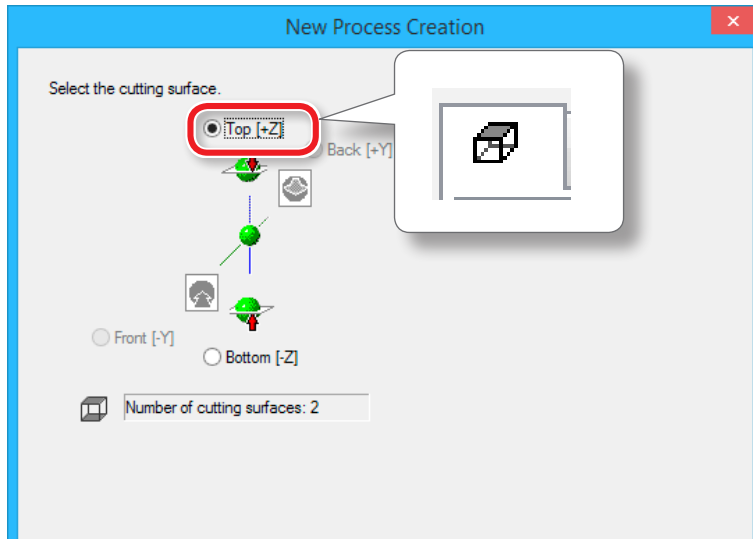 New Process Creation
Select the cutting surface.
Top [+Z]
Back [+Y]
Front [-Y]
Bottom [-Z]
Number of cutting surfaces: 2